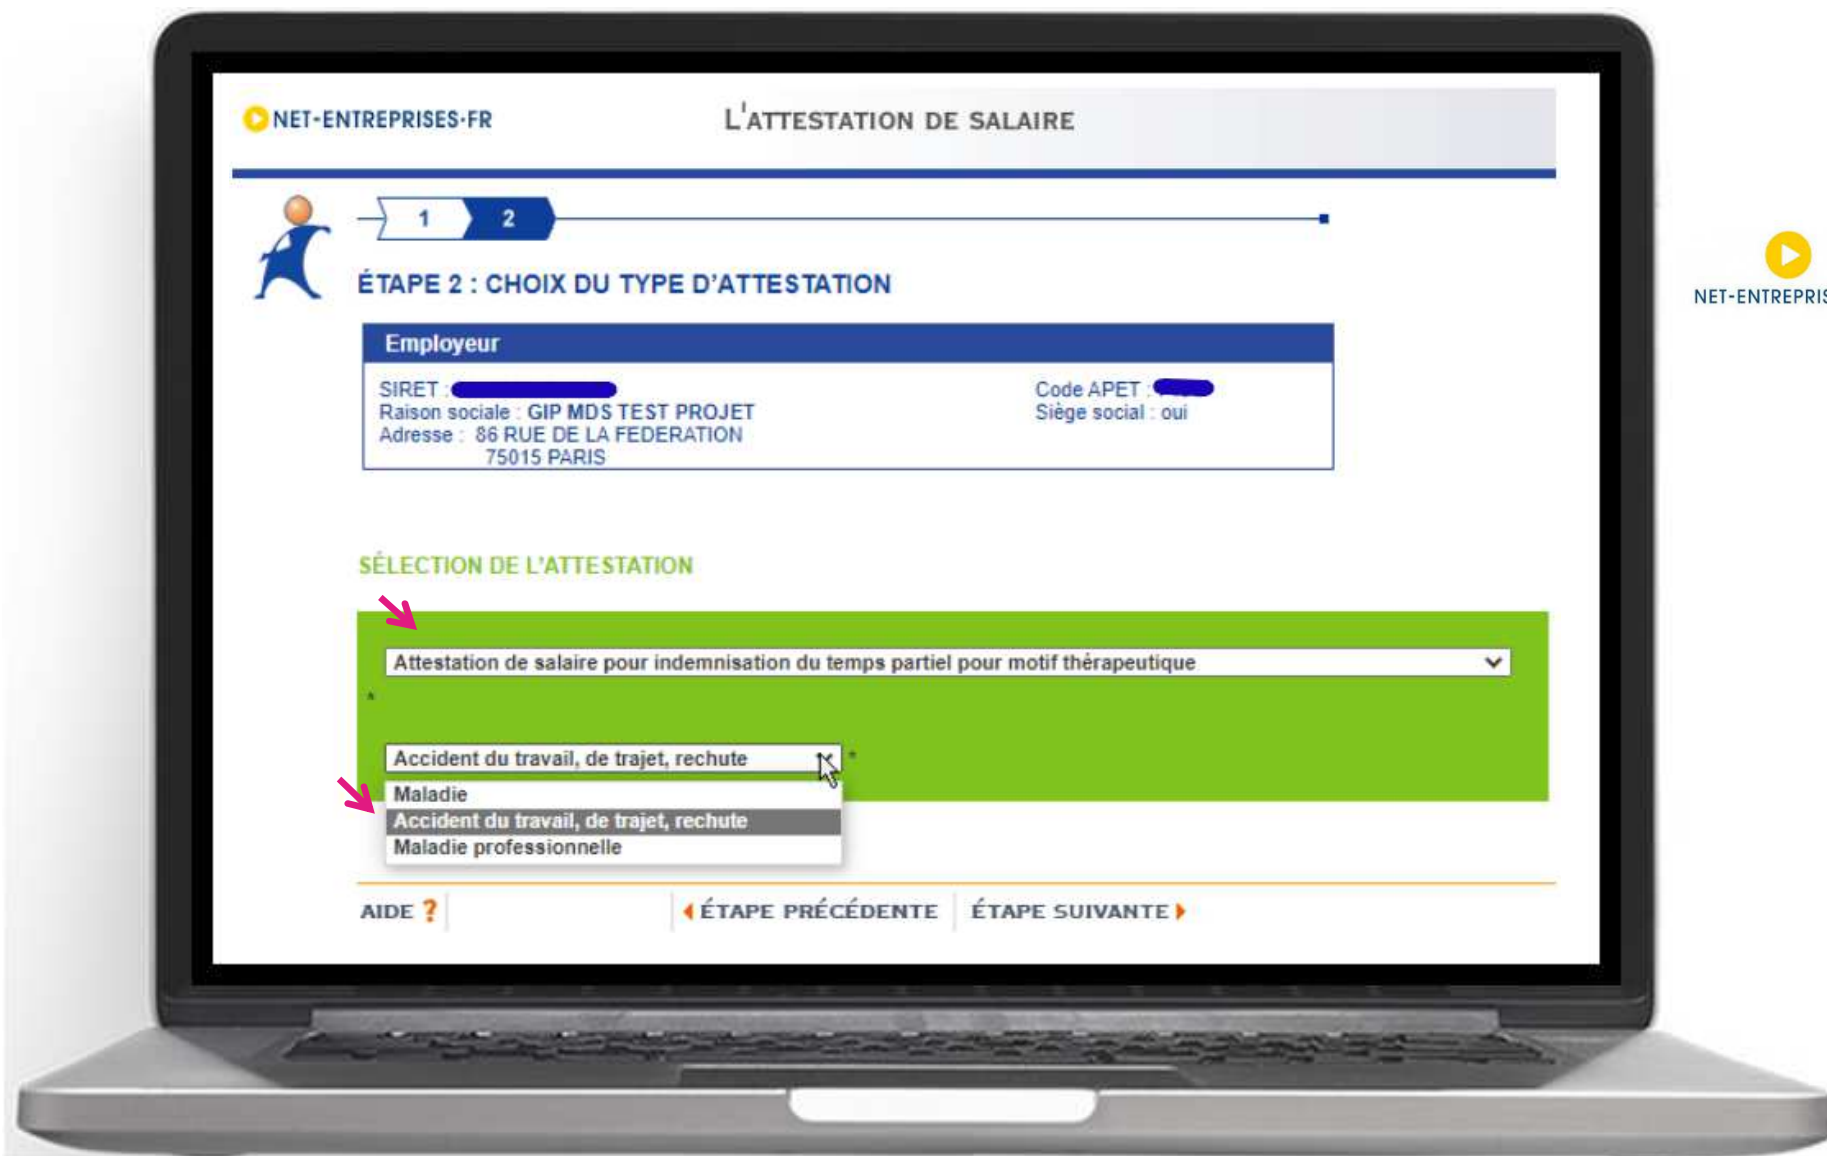 NET-ENTREPRISES·FR
L'ATTESTATION DE SALAIRE
1 2
ÉTAPE 2 : CHOIX DU TYPE D'ATTESTATION
NET-ENTREPRIS
Employeur
SIRET :
Code APET :
Raison sociale : GIP MDS TEST PROJET
Siège social : oui
Adresse : 86 RUE DE LA FEDERATION
75015 PARIS
SÉLECTION DE L'ATTESTATION
Attestation de salaire pour indemnisation du temps partiel pour motif thérapeutique
*
Accident du travail, de trajet, rechute *
Maladie
Accident du travail, de trajet, rechute
Maladie professionnelle
AIDE ?
ÉTAPE PRÉCÉDENTE
ÉTAPE SUIVANTE